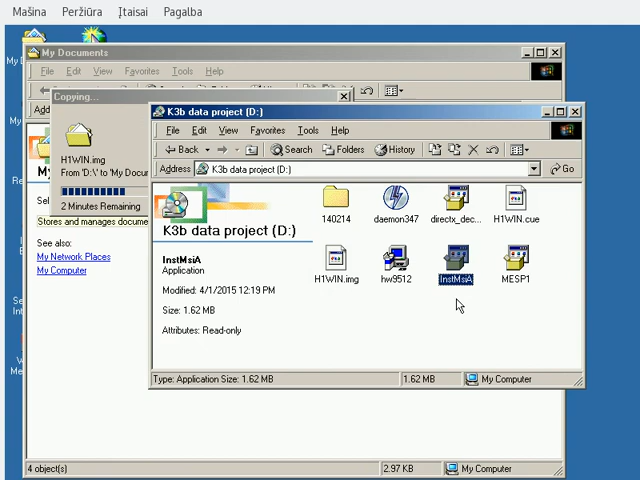 Mašina Peržiūra Įtaisai Pagalba
My Documents
File Edit View Favorites Tools Help
Copying...
H1WIN.img
From 'D:\' to 'My Docum
2 Minutes Remaining
Stores and manages docume
See also:
My Network Places
My Computer
4 object(s) 2.97 KB My Computer
K3b data project (D:)
File Edit View Favorites Tools Help
Back Search Folders History
Address K3b data project (D:) Go
K3b data project (D:)
InstMsiA
Application
Modified: 4/1/2015 12:19 PM
Size: 1.62 MB
Attributes: Read-only
140214 daemon347 directx_dec... H1WIN.cue
H1WIN.img hw9512 InstMsiA MESP1
Type: Application Size: 1.62 MB 1.62 MB My Computer